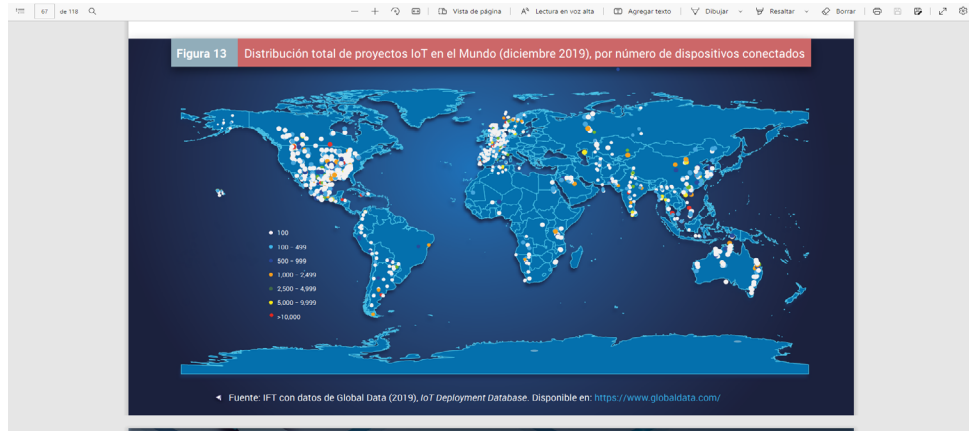 67 de 118
Vista de página
Lectura en voz alta
Agregar texto
Dibujar
Resaltar
Borrar
Figura 13 Distribución total de proyectos IoT en el Mundo (diciembre 2019), por número de dispositivos conectados
100
100 - 499
500 - 999
1,000 - 2,499
2,500 - 4,999
5,000 - 9,999
>10,000
Fuente: IFT con datos de Global Data (2019), IoT Deployment Database. Disponible en: https://www.globaldata.com/